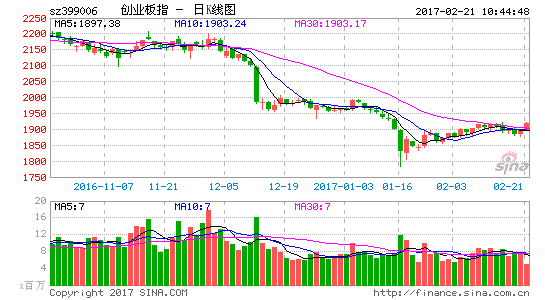 sz399006 创业板指 - 日K线图 2017-02-21 10:44:48
MA5:1897.38 MA10:1903.24 MA30:1903.17
2250
2200
2150
2100
2050
2000
1950
1900
1850
1800
1750
sina
2016-11-07 11-21 12-05 12-19 2017-01-03 01-16 02-03 02-21
MA5:7 MA10:7 MA30:7
20
16
12
8
4
x百万
Copyright 2017 SINA.COM http://finance.sina.com.cn